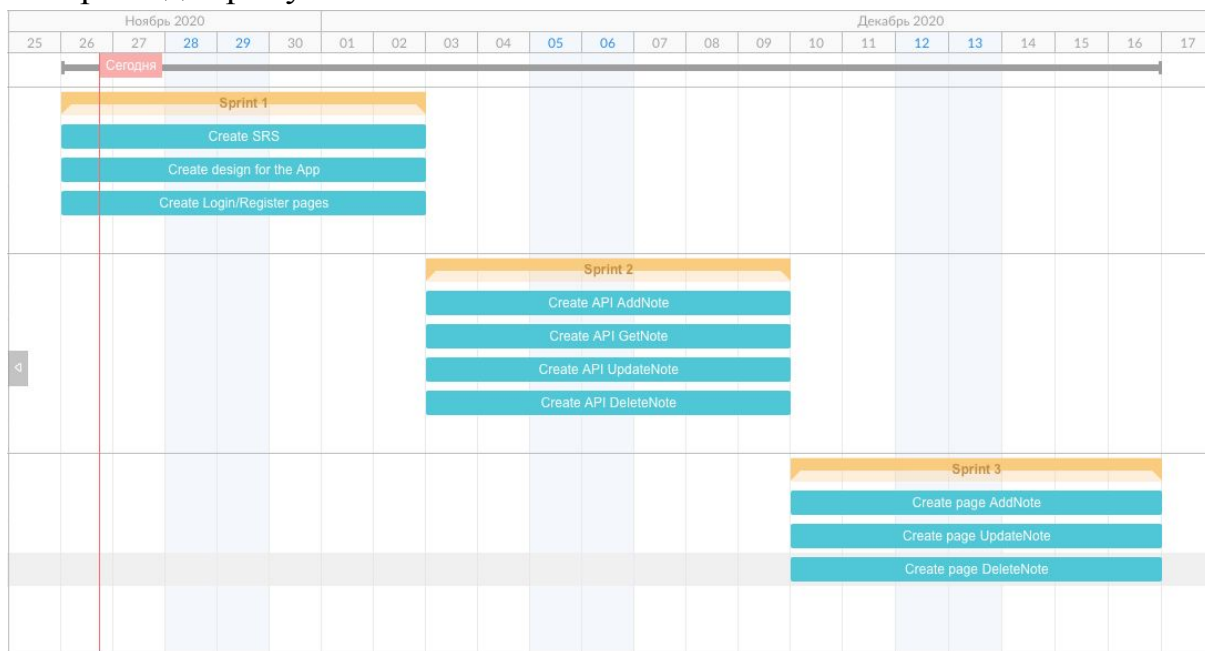 Ноябрь 2020 Декабрь 2020
25 26 27 28 29 30 01 02 03 04 05 06 07 08 09 10 11 12 13 14 15 16 17
Сегодня
Sprint 1
Create SRS
Create design for the App
Create Login/Register pages
Sprint 2
Create API AddNote
Create API GetNote
Create API UpdateNote
Create API DeleteNote
Sprint 3
Create page AddNote
Create page UpdateNote
Create page DeleteNote